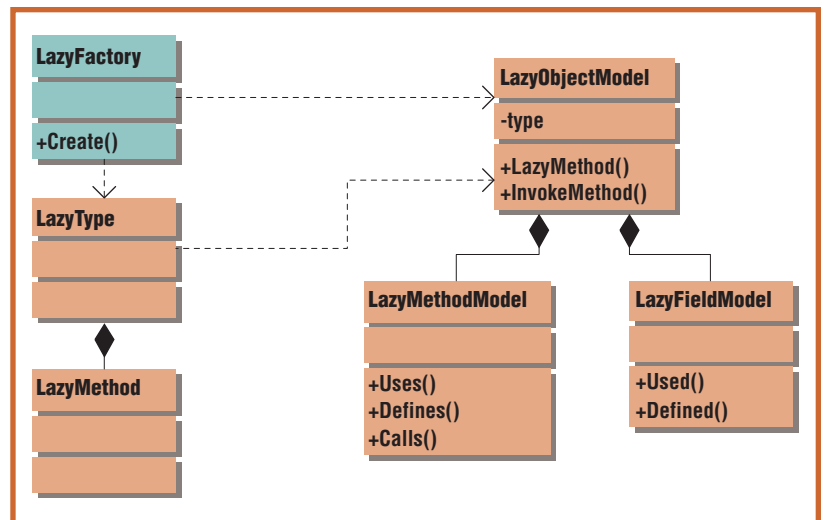 LazyFactory
+Create()
LazyType
LazyMethod
LazyObjectModel
-type
+LazyMethod()
+InvokeMethod()
LazyMethodModel
+Uses()
+Defines()
+Calls()
LazyFieldModel
+Used()
+Defined()